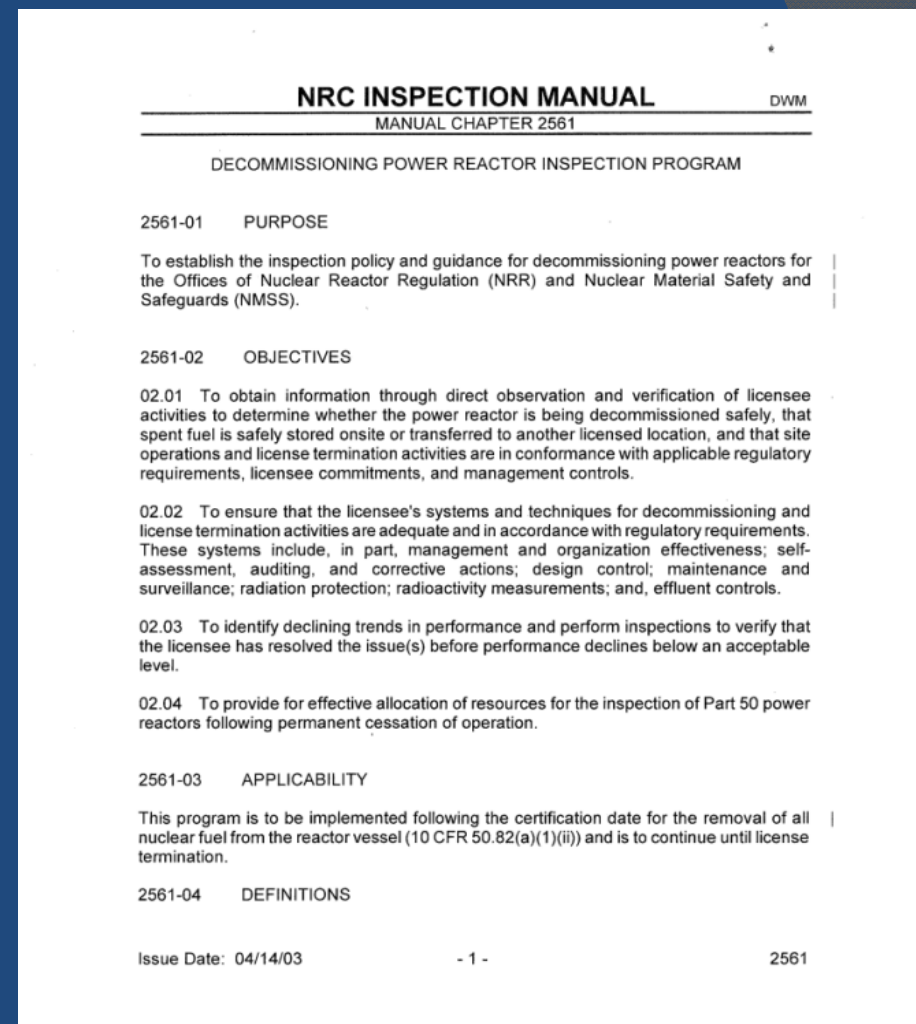 NRC INSPECTION MANUAL DWM
MANUAL CHAPTER 2561
DECOMMISSIONING POWER REACTOR INSPECTION PROGRAM
2561-01 PURPOSE
To establish the inspection policy and guidance for decommissioning power reactors for
the Offices of Nuclear Reactor Regulation (NRR) and Nuclear Material Safety and
Safeguards (NMSS).
2561-02 OBJECTIVES
02.01 To obtain information through direct observation and verification of licensee
activities to determine whether the power reactor is being decommissioned safely, that
spent fuel is safely stored onsite or transferred to another licensed location, and that site
operations and license termination activities are in conformance with applicable regulatory
requirements, licensee commitments, and management controls.
02.02 To ensure that the licensee's systems and techniques for decommissioning and
license termination activities are adequate and in accordance with regulatory requirements.
These systems include, in part, management and organization effectiveness; self-
assessment, auditing, and corrective actions; design control; maintenance and
surveillance; radiation protection; radioactivity measurements; and, effluent controls.
02.03 To identify declining trends in performance and perform inspections to verify that
the licensee has resolved the issue(s) before performance declines below an acceptable
level.
02.04 To provide for effective allocation of resources for the inspection of Part 50 power
reactors following permanent cessation of operation.
2561-03 APPLICABILITY
This program is to be implemented following the certification date for the removal of all
nuclear fuel from the reactor vessel (10 CFR 50.82(a)(1)(ii)) and is to continue until license
termination.
2561-04 DEFINITIONS
Issue Date: 04/14/03 - 1 - 2561